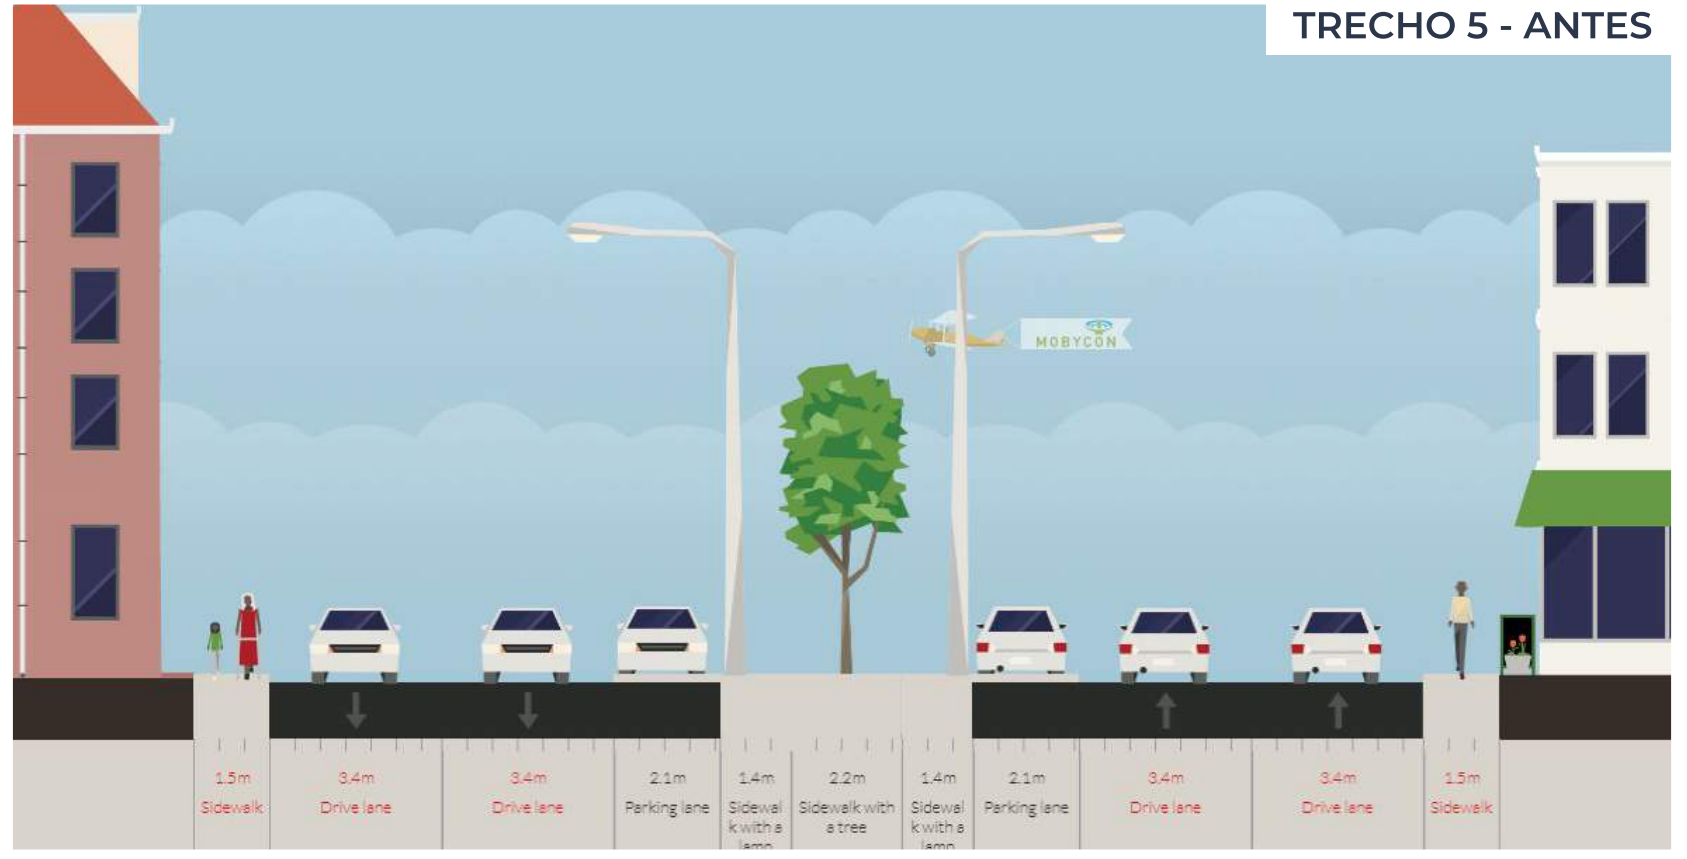 TRECHO 5 - ANTES
MOBYCON
1.5m
Sidewalk
3.4m
Drive lane
3.4m
Drive lane
2.1m
Parking lane
1.4m
Sidewal
k with a
lamp
2.2m
Sidewalk with
a tree
1.4m
Sidewal
k with a
lamp
2.1m
Parking lane
3.4m
Drive lane
3.4m
Drive lane
1.5m
Sidewalk